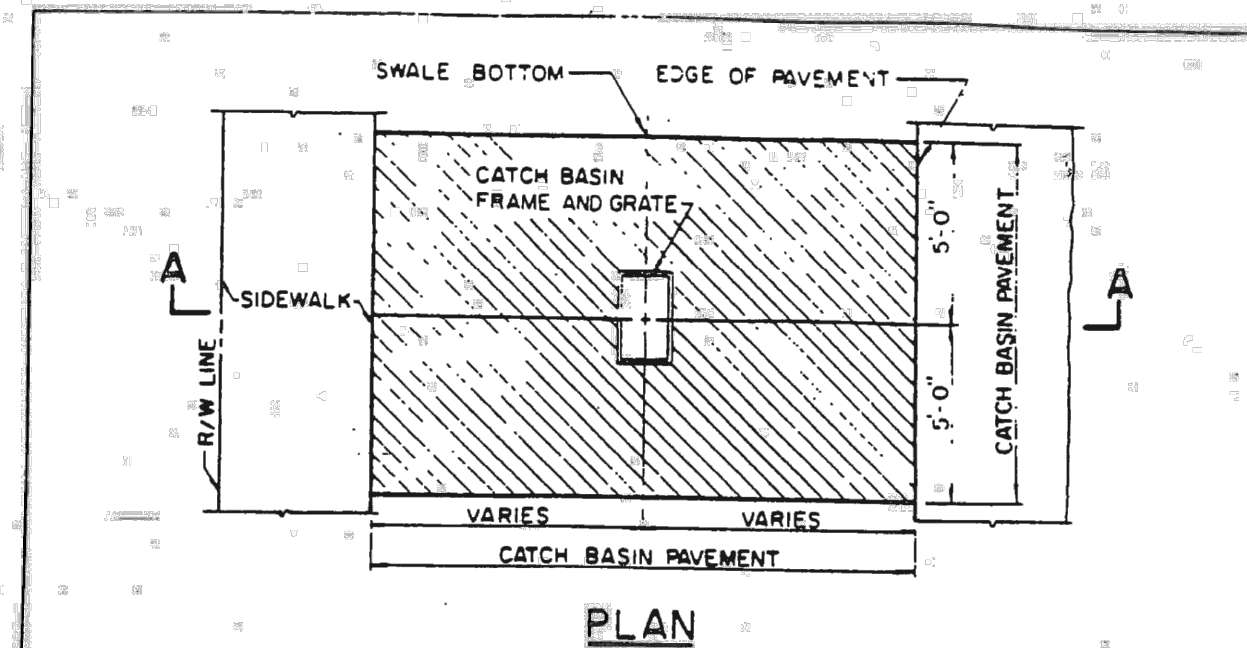 SWALE BOTTOM
EDGE OF PAVEMENT
CATCH BASIN
FRAME AND GRATE
A
A
SIDEWALK
R/W LINE
5'-0"
5'-0"
CATCH BASIN PAVEMENT
VARIES
VARIES
CATCH BASIN PAVEMENT
PLAN